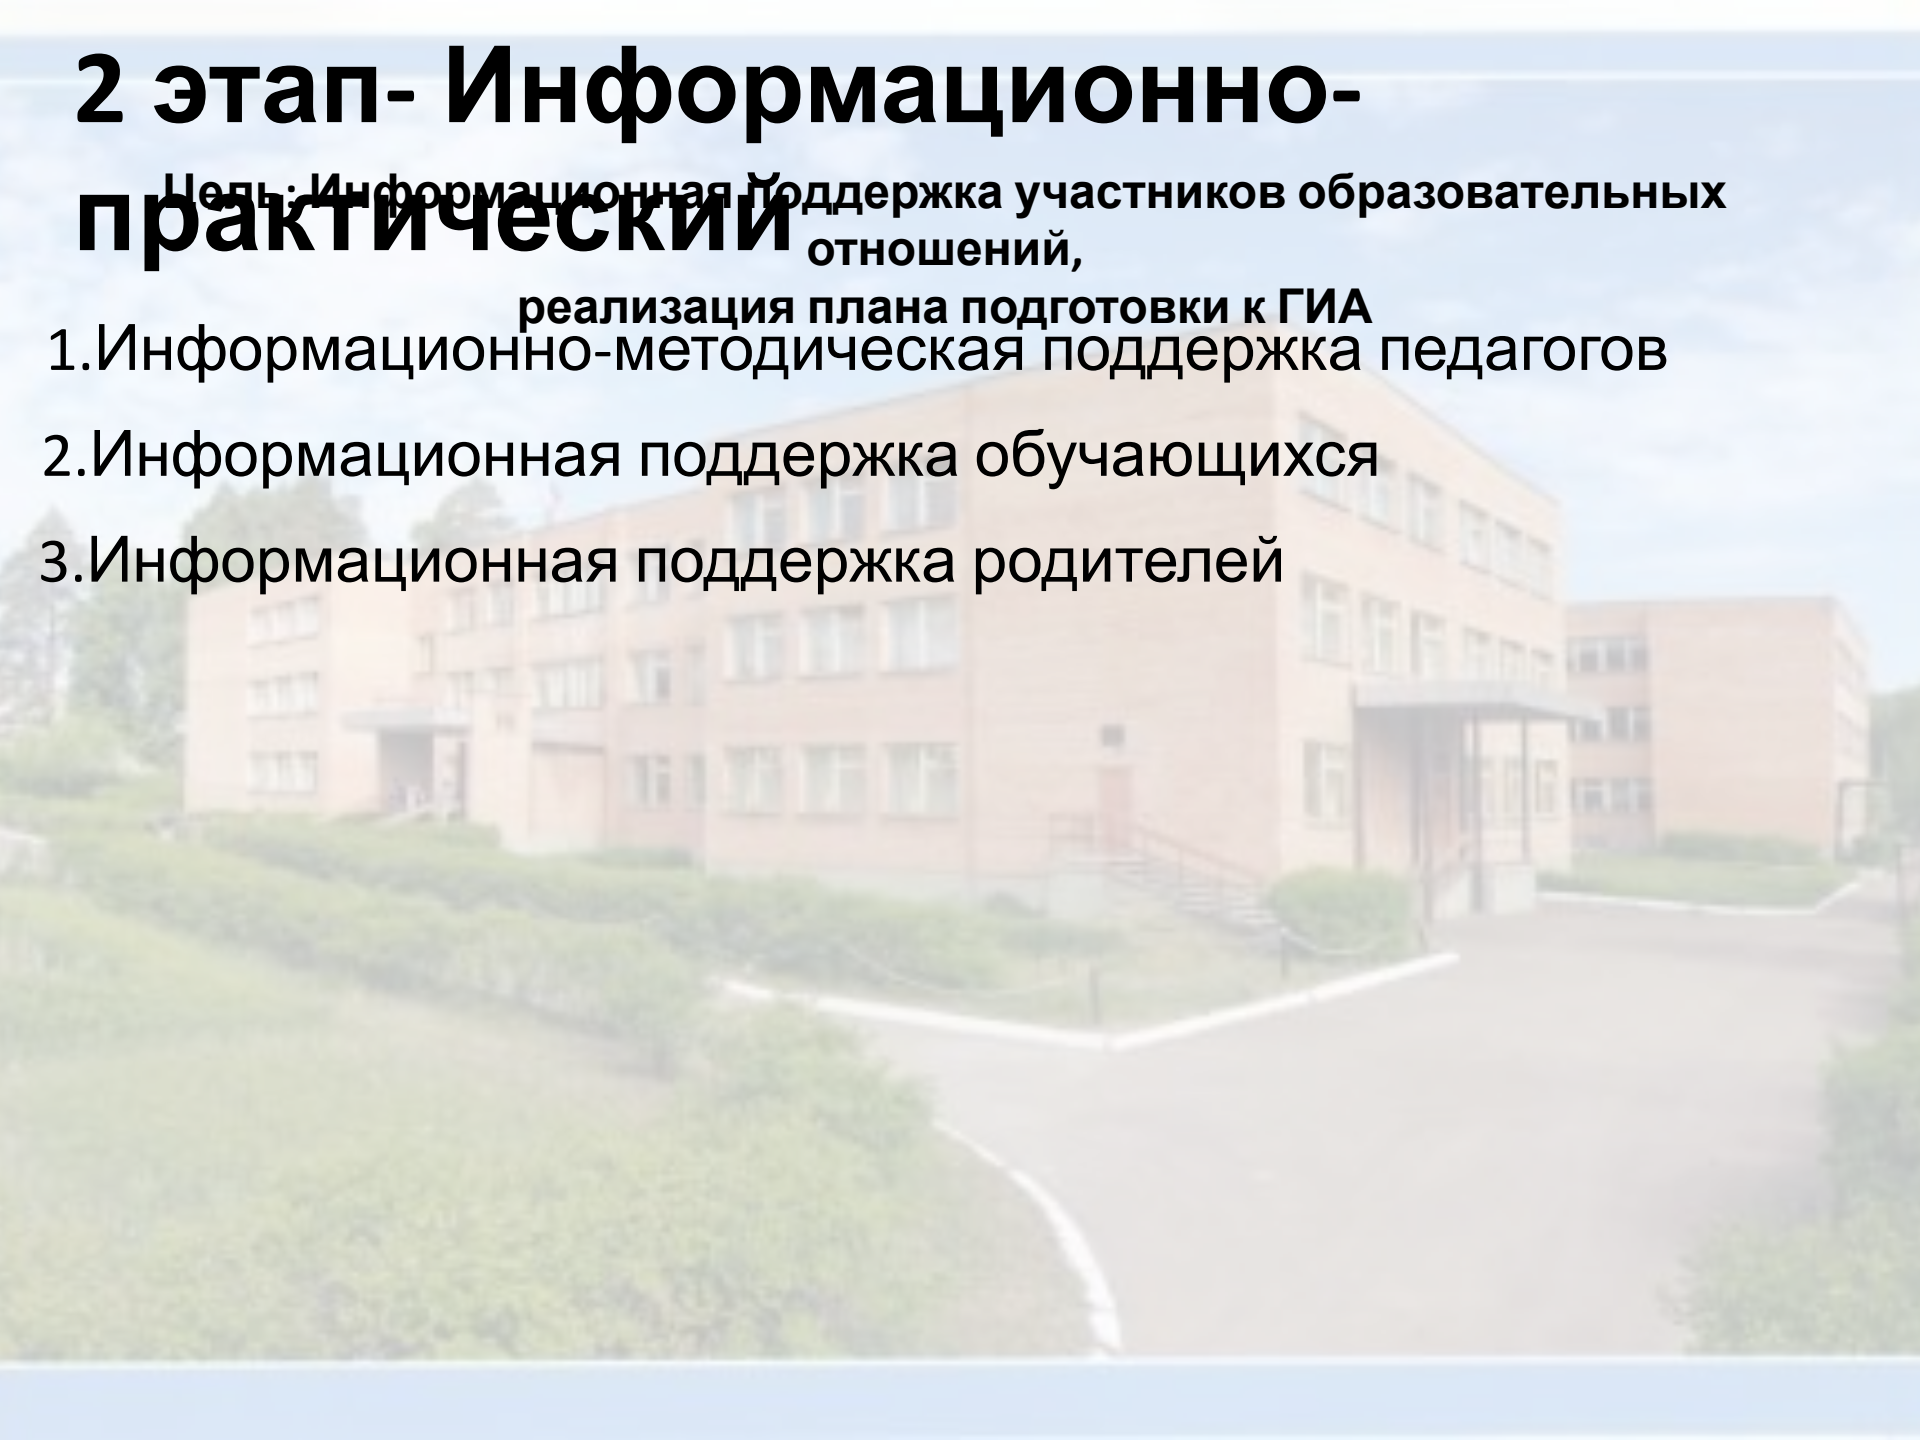 2 этап- Информационно-
практический
Цель: Информационная поддержка участников образовательных
отношений,
реализация плана подготовки к ГИА
1.Информационно-методическая поддержка педагогов
2.Информационная поддержка обучающихся
3.Информационная поддержка родителей